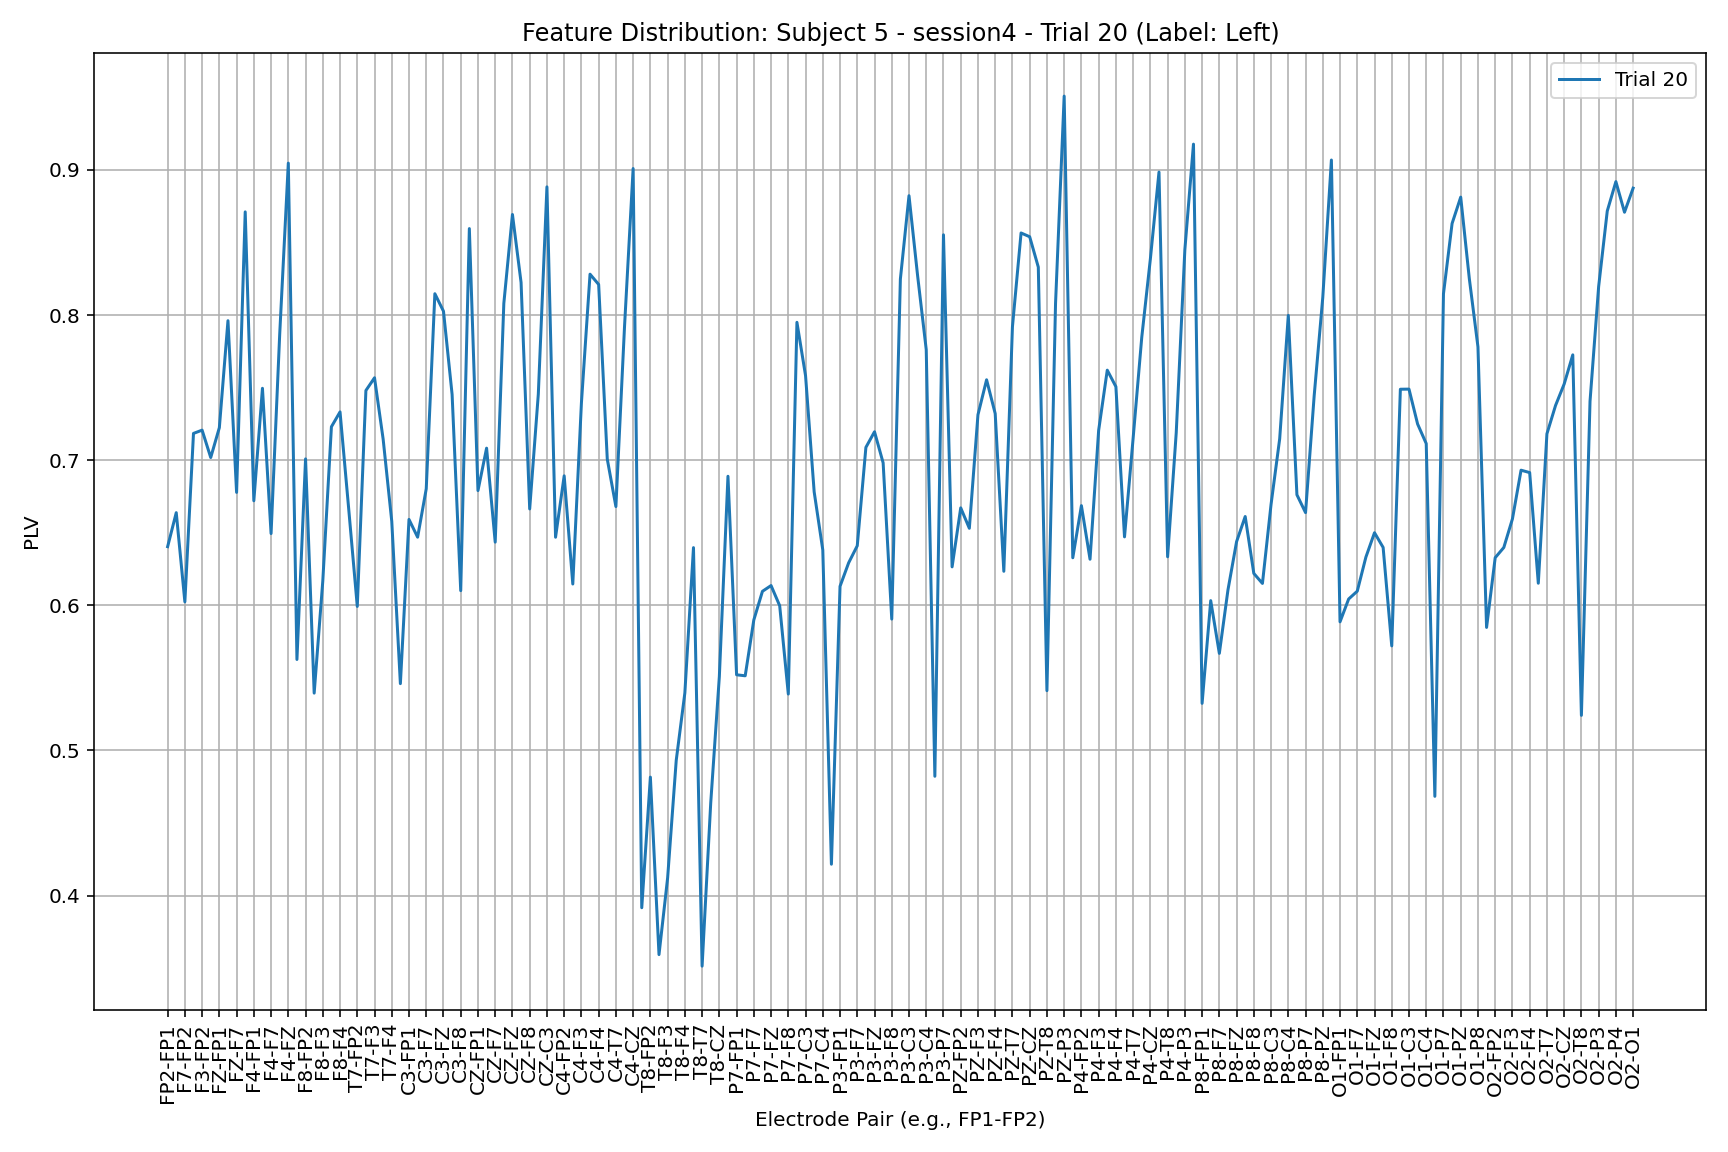 Feature Distribution: Subject 5 - session4 - Trial 20 (Label: Left)
Trial 20
PLV
0.9
0.8
0.7
0.6
0.5
0.4
FP2-FP1
F7-FP2
F3-FP2
FZ-FP1
FZ-F7
F4-FP1
F4-F7
F4-FZ
F8-FP2
F8-F3
F8-F4
T7-FP2
T7-F3
T7-F4
C3-FP1
C3-F7
C3-FZ
C3-F8
CZ-FP1
CZ-F7
CZ-FZ
CZ-F8
CZ-C3
C4-FP2
C4-F3
C4-F4
C4-T7
C4-CZ
T8-FP2
T8-F3
T8-F4
T8-T7
T8-CZ
P7-FP1
P7-F7
P7-FZ
P7-F8
P7-C3
P7-C4
P3-FP1
P3-F7
P3-FZ
P3-F8
P3-C3
P3-C4
P3-P7
PZ-FP2
PZ-F3
PZ-F4
PZ-T7
PZ-CZ
PZ-T8
PZ-P3
P4-FP2
P4-F3
P4-F4
P4-T7
P4-CZ
P4-T8
P4-P3
P8-FP1
P8-F7
P8-FZ
P8-F8
P8-C3
P8-C4
P8-P7
P8-PZ
O1-FP1
O1-F7
O1-FZ
O1-F8
O1-C3
O1-C4
O1-P7
O1-PZ
O1-P8
O2-FP2
O2-F3
O2-F4
O2-T7
O2-CZ
O2-T8
O2-P3
O2-P4
O2-O1
Electrode Pair (e.g., FP1-FP2)